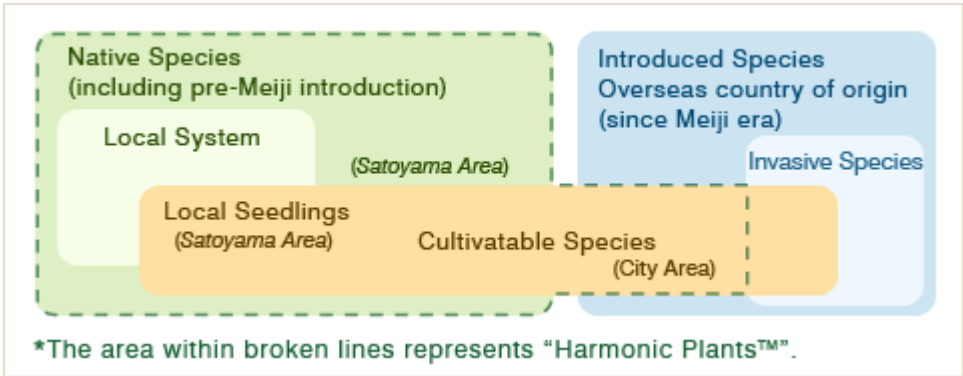 Native Species
(including pre-Meiji introduction)
Local System
(Satoyama Area)
Local Seedlings
(Satoyama Area)
Cultivatable Species
(City Area)
Introduced Species
Overseas country of origin
(since Meiji era)
Invasive Species
*The area within broken lines represents “Harmonic Plants™”.